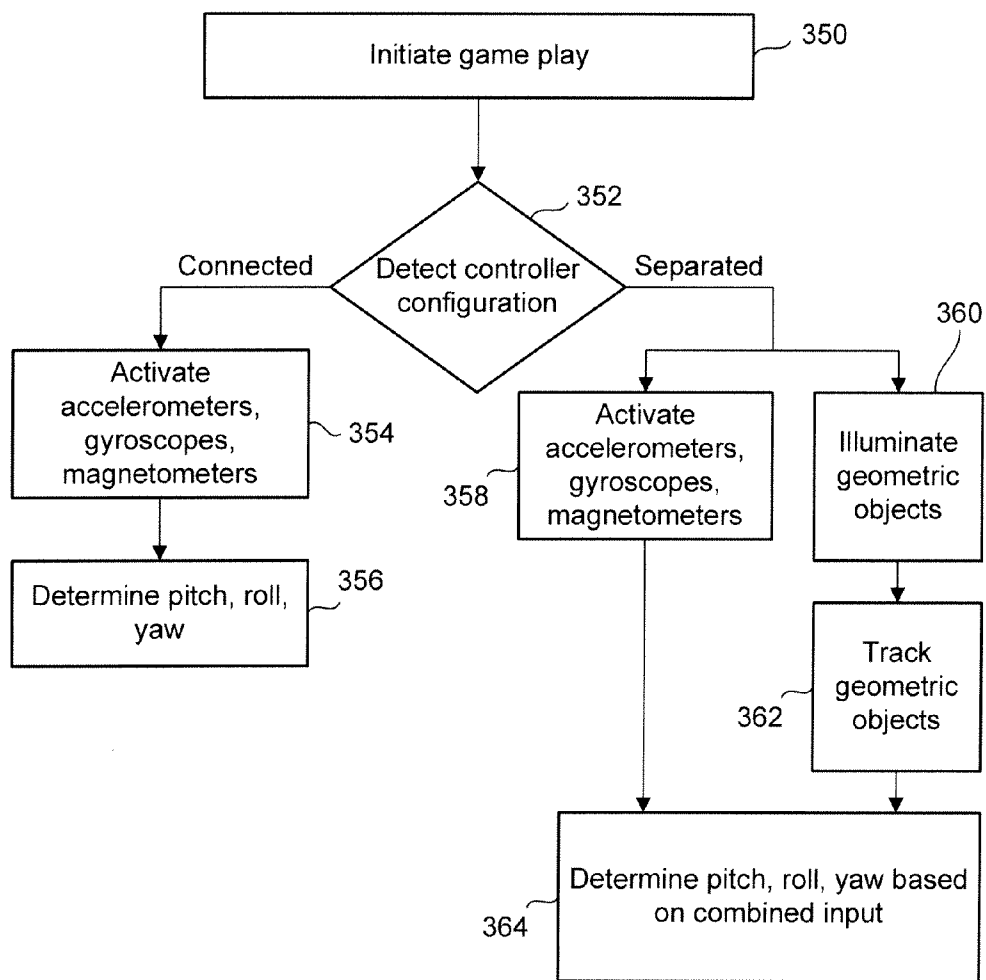 Initiate game play
350
352
Connected
Detect controller
configuration
Separated
360
Activate
accelerometers,
gyroscopes,
magnetometers
354
Activate
accelerometers,
gyroscopes,
magnetometers
358
Illuminate
geometric
objects
Determine pitch, roll,
yaw
356
Track
geometric
objects
362
Determine pitch, roll, yaw based
on combined input
364